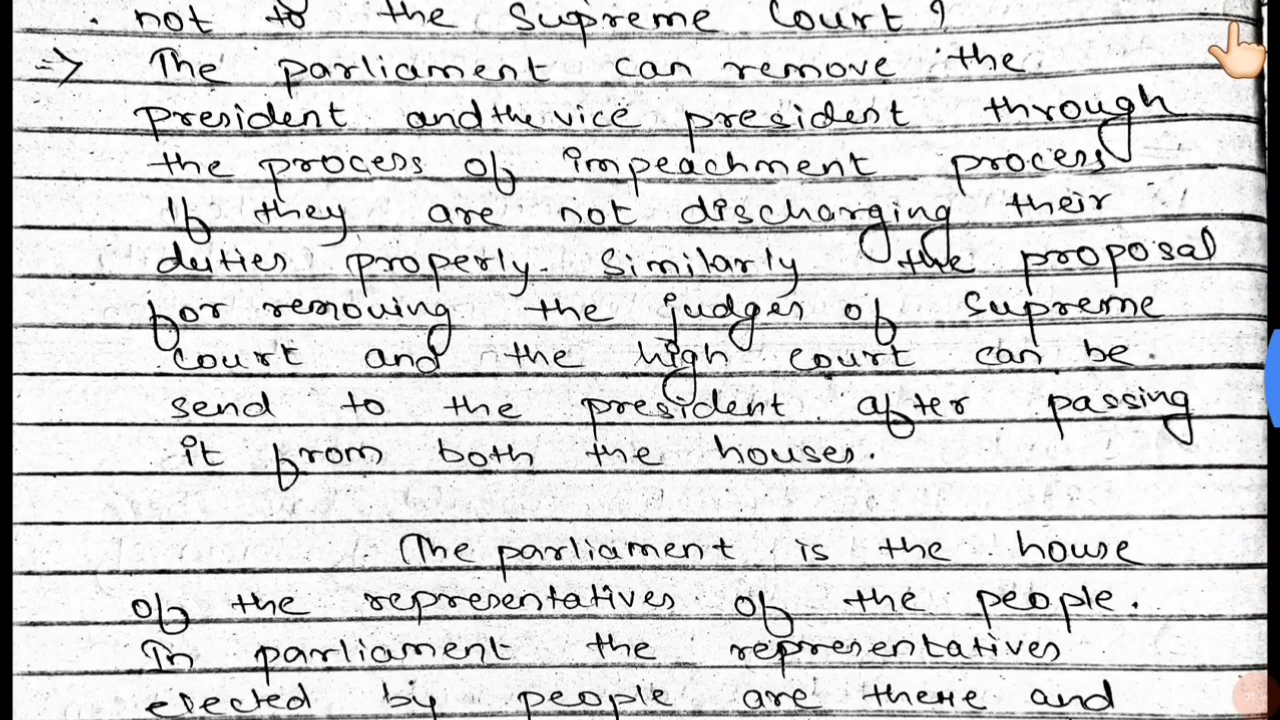 not to the Supreme Court?
=> The parliament can remove the
president and the vice president through
the process of impeachment process
If they are not discharging their
duties properly. Similarly the proposal
for removing the judges of Supreme
Court and the high court can be
send to the president after passing
it from both the houses.
The parliament is the house
of the representatives of the people.
In parliament the representatives
elected by people are there and